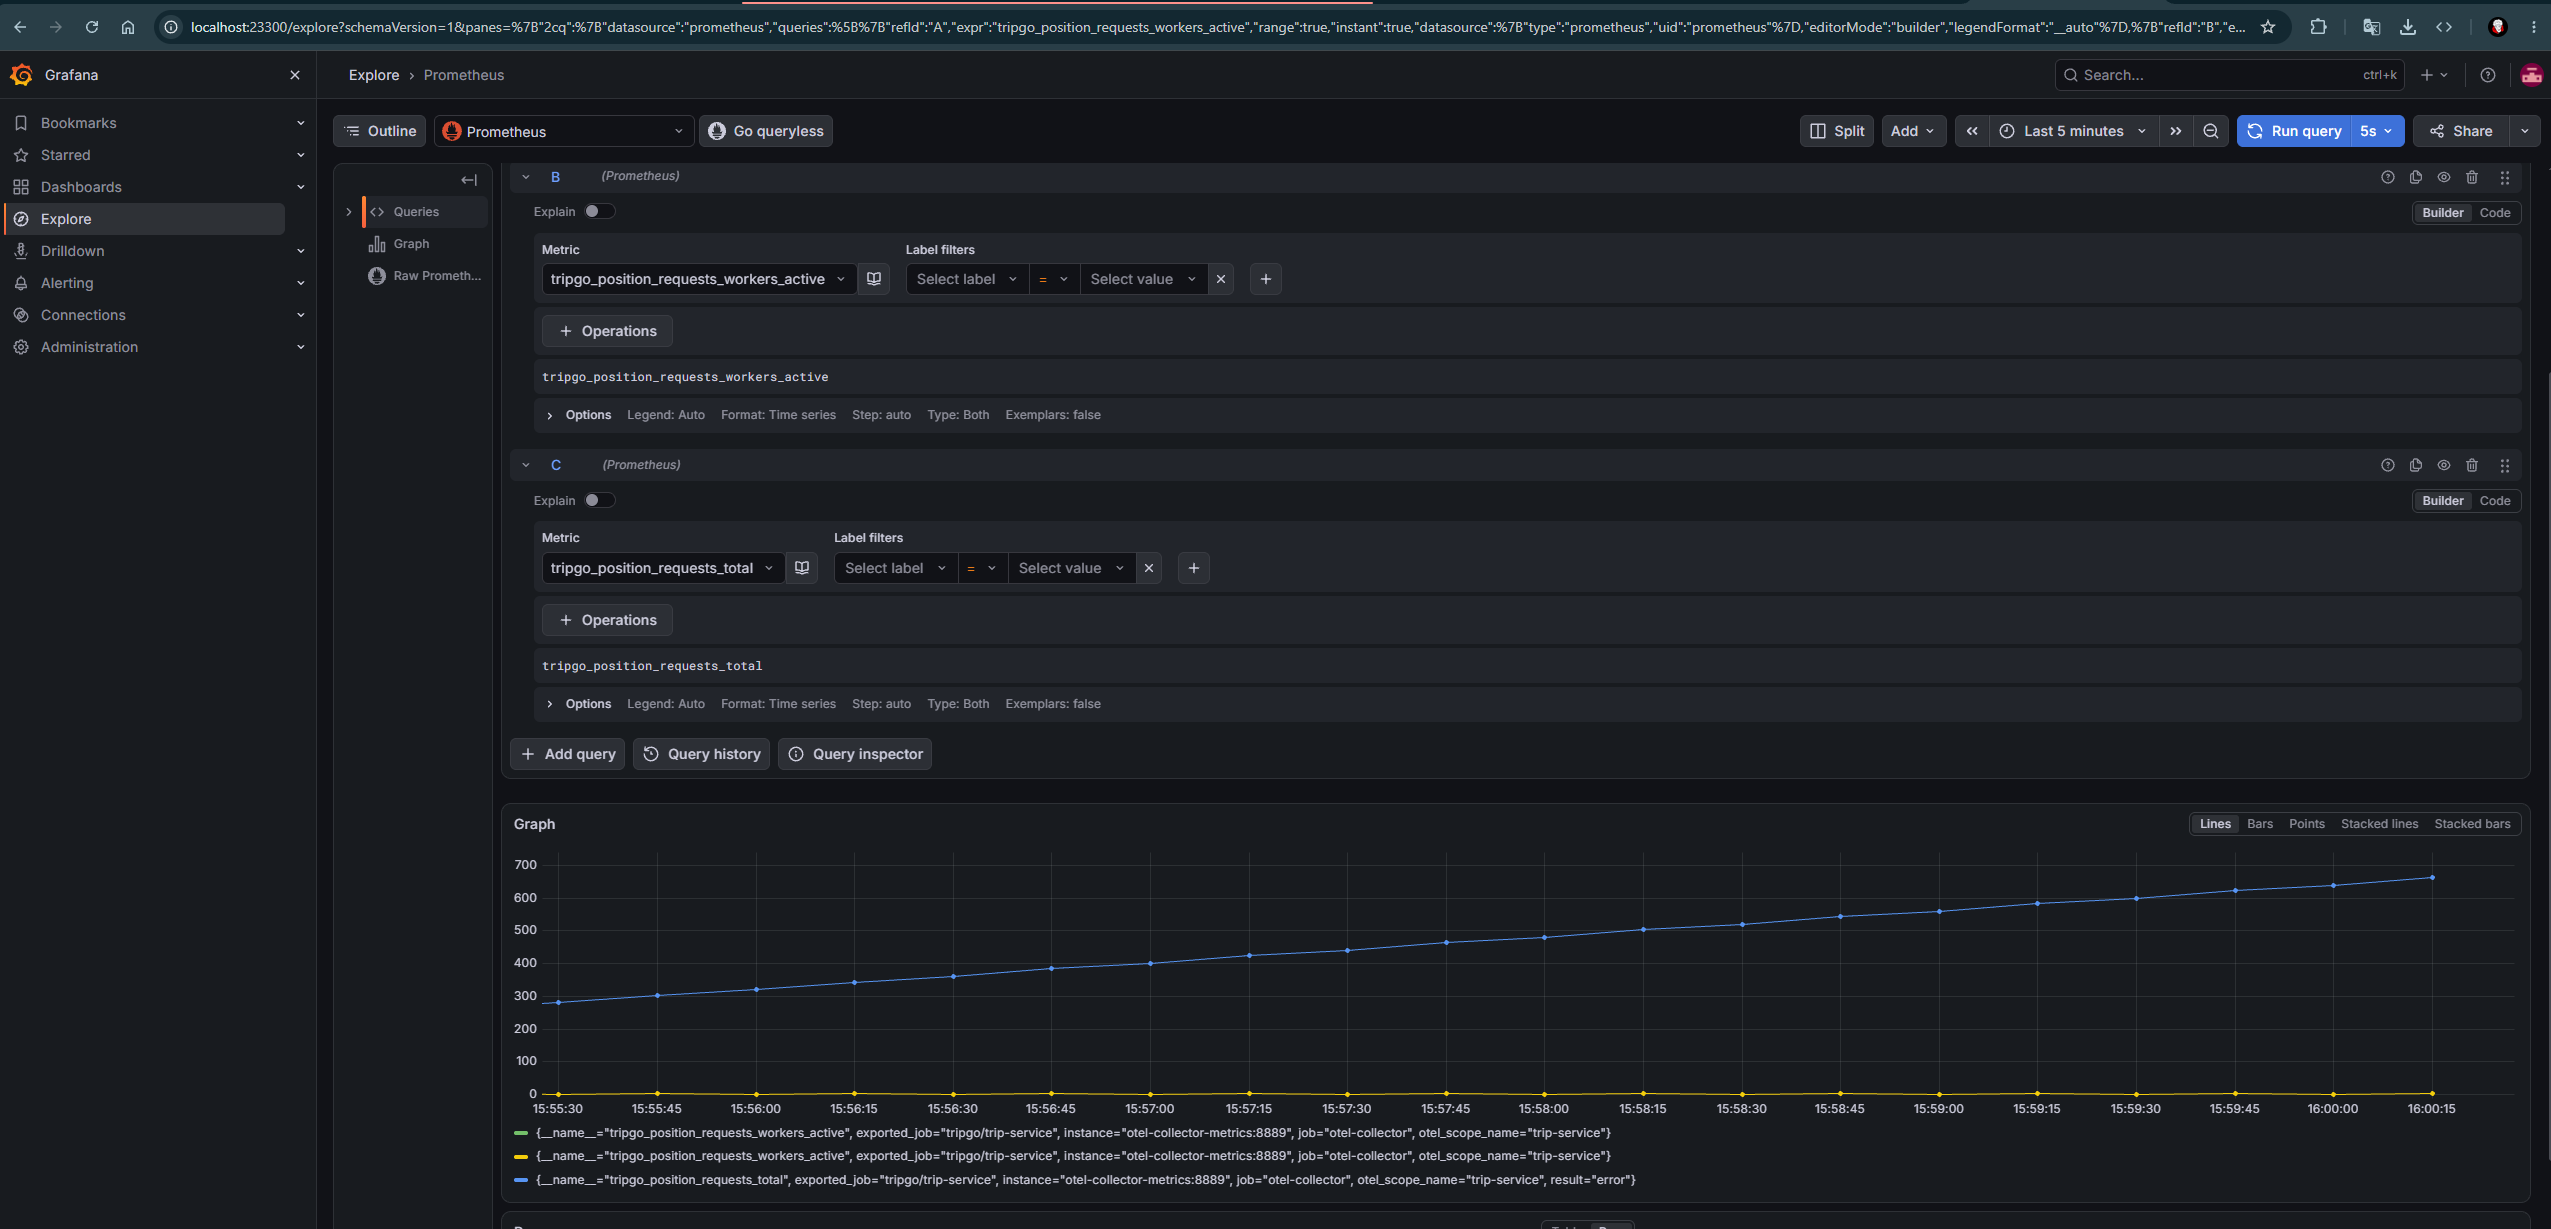 localhost:23300/explore?schemaVersion=1&panes=%7B"2cq":%7B"datasource":"prometheus","queries":%5B%7B"refId":"A","expr":"tripgo_position_requests_workers_active","range":true,"instant":true,"datasource":%7B"type":"prometheus","uid":"prometheus"%7D,"editorMode":"builder","legendFormat":"__auto"%7D,%7B"refId":"B","e...
Grafana
Explore › Prometheus
Search... ctrl+k
Bookmarks
Starred
Dashboards
Explore
Drilldown
Alerting
Connections
Administration
Outline Prometheus Go queryless
Split Add Last 5 minutes Run query 5s Share
Queries
Graph
Raw Prometh...
B (Prometheus)
Explain Builder Code
Metric Label filters
tripgo_position_requests_workers_active Select label = Select value
+ Operations
tripgo_position_requests_workers_active
Options Legend: Auto Format: Time series Step: auto Type: Both Exemplars: false
C (Prometheus)
Explain Builder Code
Metric Label filters
tripgo_position_requests_total Select label = Select value
+ Operations
tripgo_position_requests_total
Options Legend: Auto Format: Time series Step: auto Type: Both Exemplars: false
+ Add query Query history Query inspector
Graph Lines Bars Points Stacked lines Stacked bars
700
600
500
400
300
200
100
0
15:55:30 15:55:45 15:56:00 15:56:15 15:56:30 15:56:45 15:57:00 15:57:15 15:57:30 15:57:45 15:58:00 15:58:15 15:58:30 15:58:45 15:59:00 15:59:15 15:59:30 15:59:45 16:00:00 16:00:15
{__name__="tripgo_position_requests_workers_active", exported_job="tripgo/trip-service", instance="otel-collector-metrics:8889", job="otel-collector", otel_scope_name="trip-service"}
{__name__="tripgo_position_requests_workers_active", exported_job="tripgo/trip-service", instance="otel-collector-metrics:8889", job="otel-collector", otel_scope_name="trip-service"}
{__name__="tripgo_position_requests_total", exported_job="tripgo/trip-service", instance="otel-collector-metrics:8889", job="otel-collector", otel_scope_name="trip-service", result="error"}